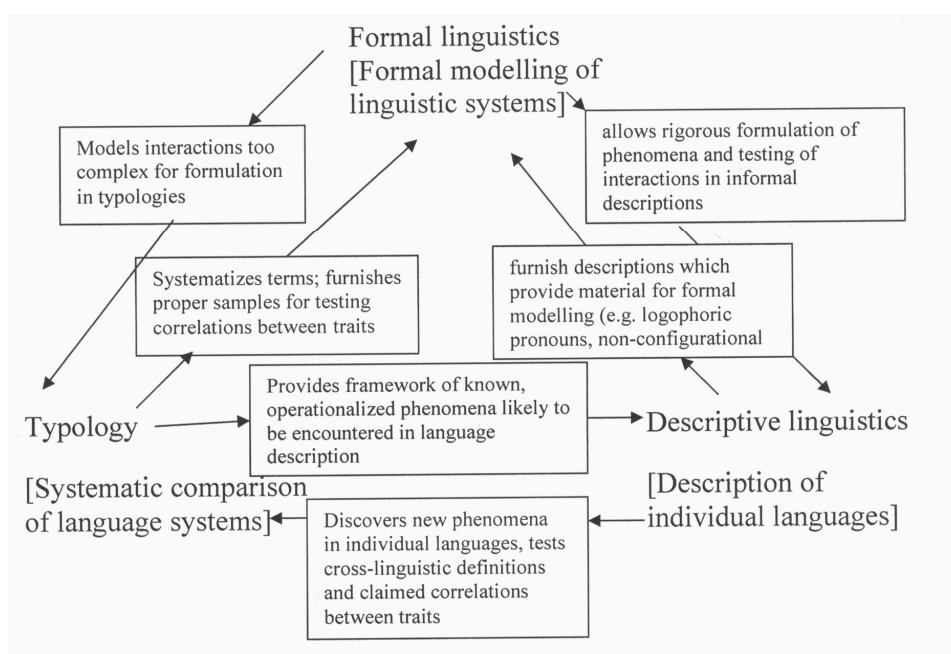 Formal linguistics
[Formal modelling of
linguistic systems]
Models interactions too
complex for formulation
in typologies
allows rigorous formulation of
phenomena and testing of
interactions in informal
descriptions
Systematizes terms; furnishes
proper samples for testing
correlations between traits
furnish descriptions which
provide material for formal
modelling (e.g. logophoric
pronouns, non-configurational
Typology
Provides framework of known,
operationalized phenomena likely to
be encountered in language
description
Descriptive linguistics
[Systematic comparison
of language systems]
Discovers new phenomena
in individual languages, tests
cross-linguistic definitions
and claimed correlations
between traits
[Description of
individual languages]